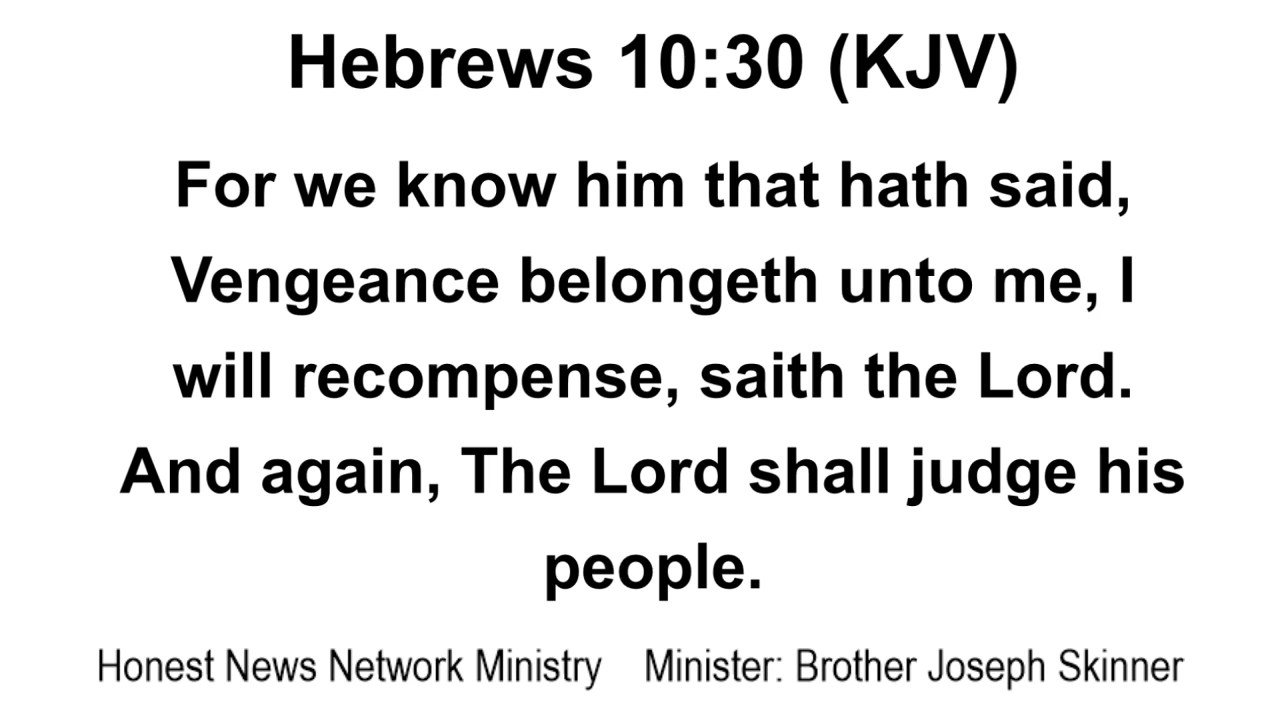 Hebrews 10:30 (KJV)
For we know him that hath said,
Vengeance belongeth unto me, I
will recompense, saith the Lord.
And again, The Lord shall judge his
people.
Honest News Network Ministry    Minister: Brother Joseph Skinner